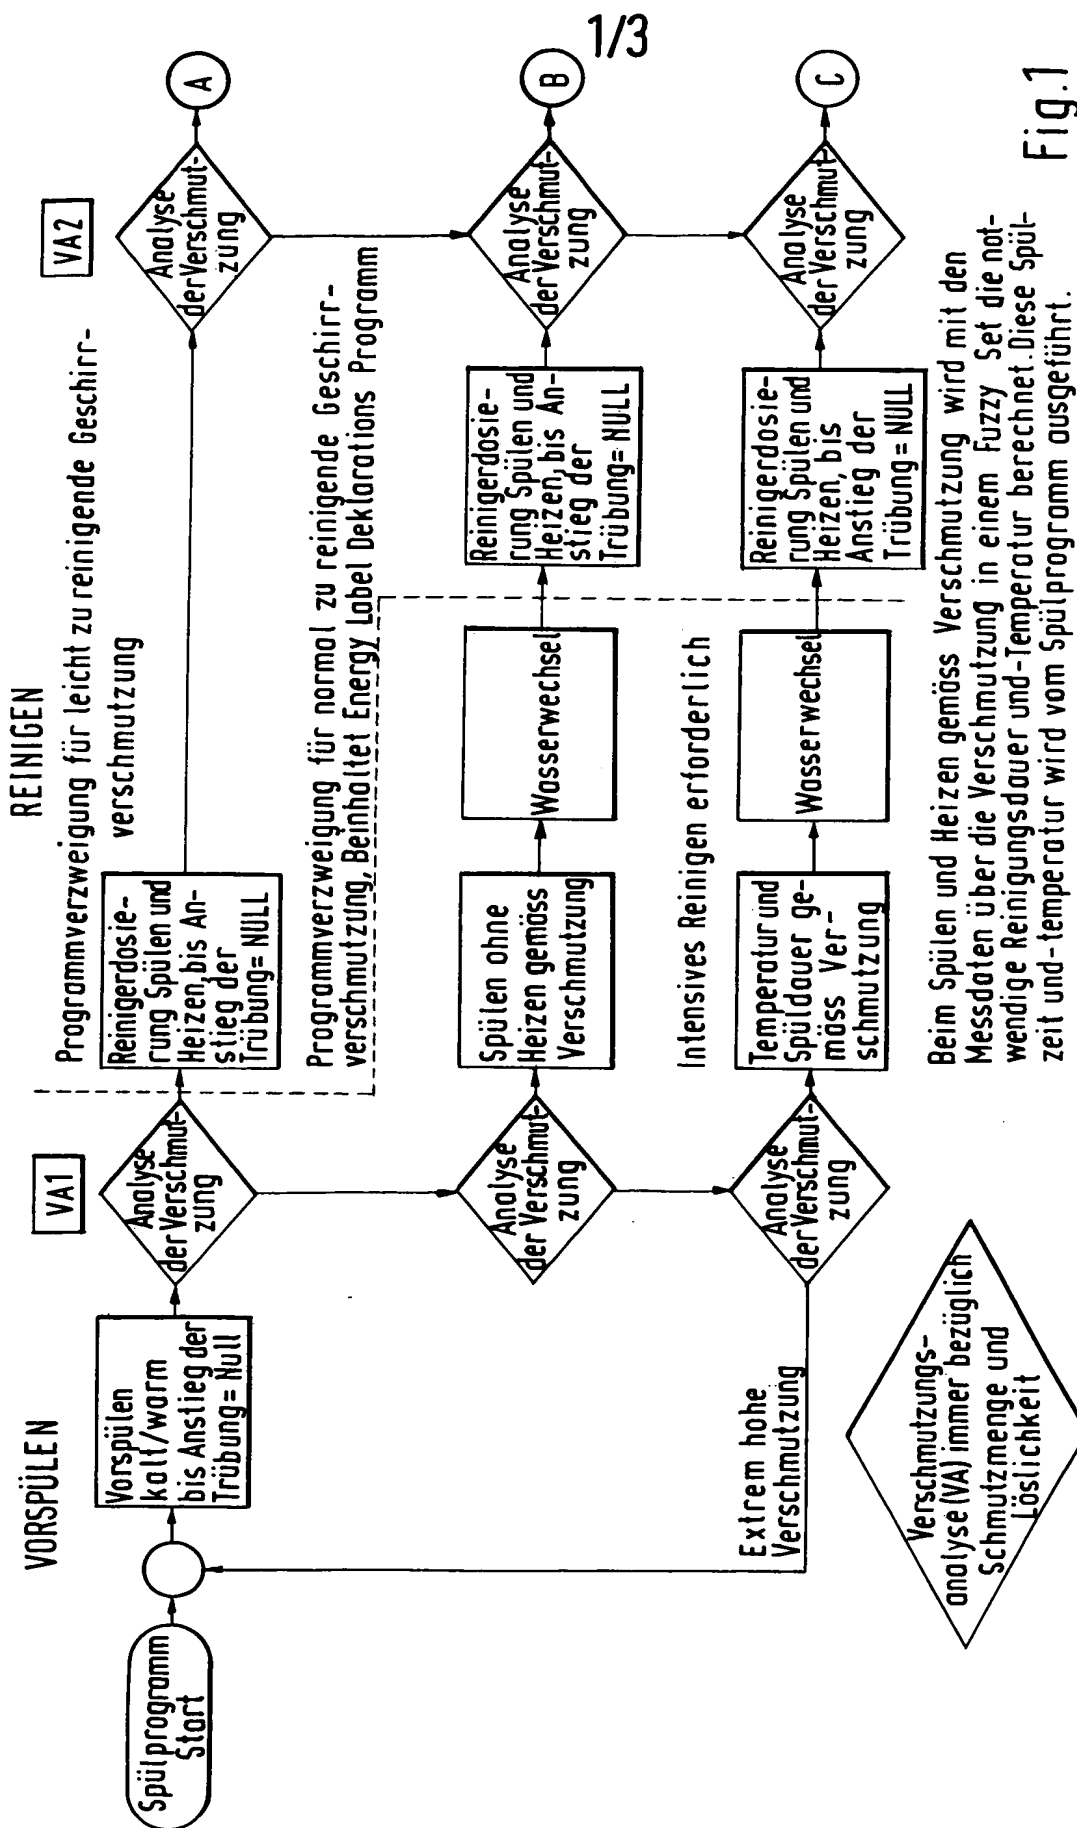 1/3
VORSPÜLEN
REINIGEN
VA1
VA2
Spülprogramm
Start
Vorspülen
kalt/warm
bis Anstieg der
Trübung= Null
Analyse
der Verschmut-
zung
Programmverzweigung für leicht zu reinigende Geschirr-
verschmutzung
Reinigerdosie-
rung Spülen und
Heizen,bis An-
stieg der
Trübung= NULL
Analyse
der Verschmut-
zung
A
Programmverzweigung für normal zu reinigende Geschirr-
verschmutzung, Beinhaltet Energy Label Deklarations Programm
Analyse
der Verschmut-
zung
Spülen ohne
Heizen gemäss
Verschmutzung
Wasserwechsel
Reinigerdosie-
rung Spülen und
Heizen,bis An-
stieg der
Trübung= NULL
Analyse
der Verschmut-
zung
B
Extrem hohe
Verschmutzung
Intensives Reinigen erforderlich
Analyse
der Verschmut-
zung
Temperatur und
Spüldauer ge-
mäss Ver-
schmutzung
Wasserwechsel
Reinigerdosie-
rung Spülen und
Heizen, bis
Anstieg der
Trübung= NULL
Analyse
der Verschmut-
zung
C
Verschmutzungs-
analyse (VA) immer bezüglich
Schmutzmenge und
Löslichkeit
Beim Spülen und Heizen gemäss Verschmutzung wird mit den
Messdaten über die Verschmutzung in einem Fuzzy Set die not-
wendige Reinigungsdauer und-Temperatur berechnet.Diese Spül-
zeit und-temperatur wird vom Spülprogramm ausgeführt.
Fig.1